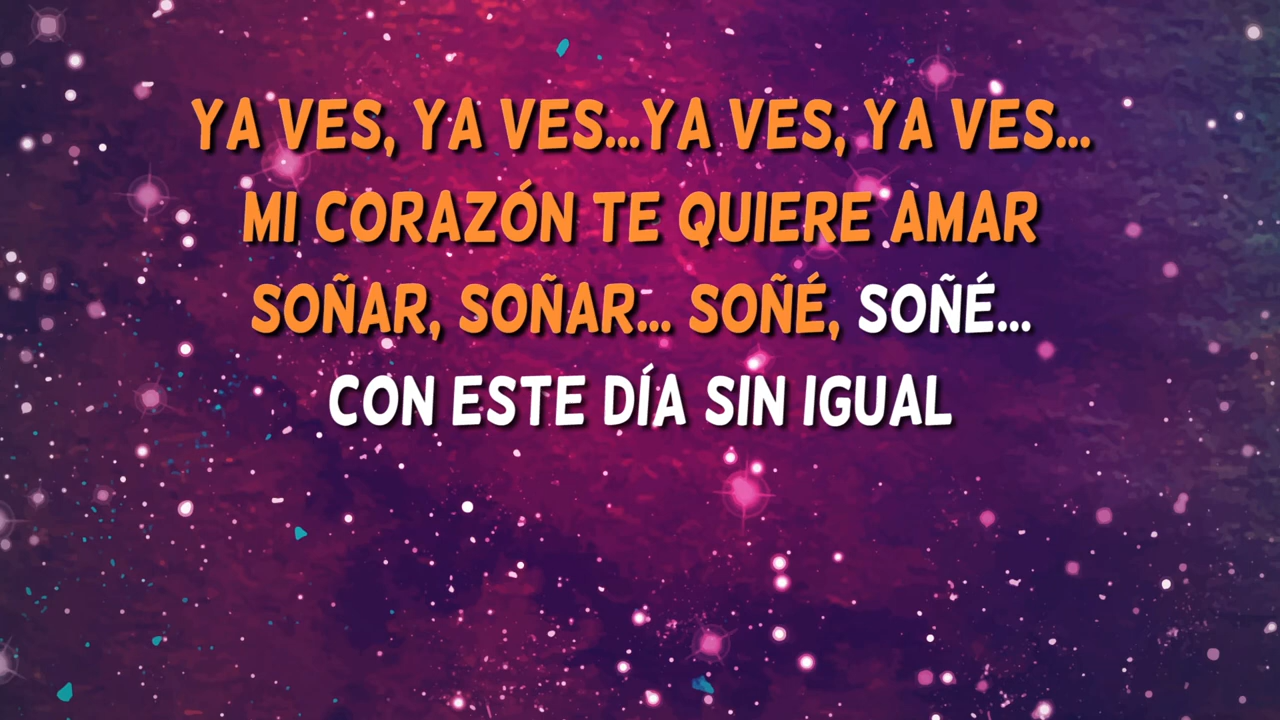 YA VES, YA VES...YA VES, YA VES...
MI CORAZÓN TE QUIERE AMAR
SOÑAR, SOÑAR... SOÑÉ, SOÑÉ...
CON ESTE DÍA SIN IGUAL